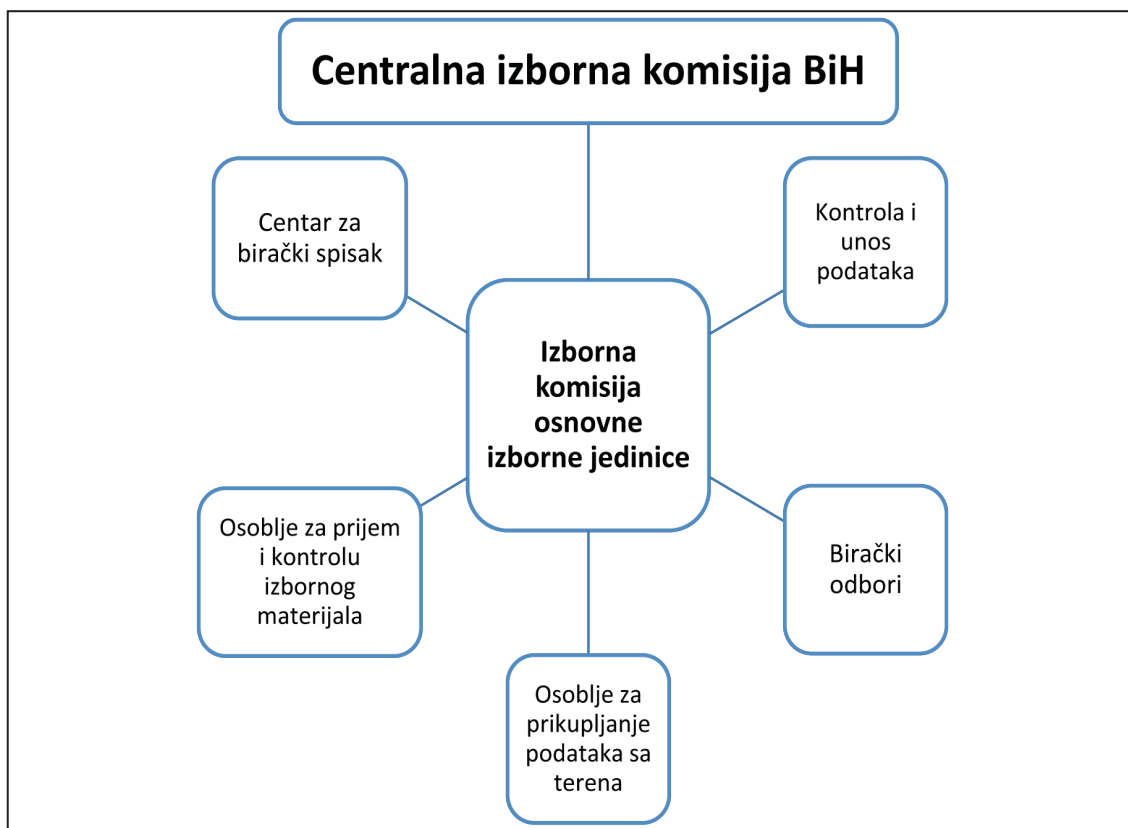 Centralna izborna komisija BiH
Centar za
birački spisak
Kontrola i
unos
podataka
Izborna
komisija
osnovne
izborne jedinice
Osoblje za prijem
i kontrolu
izbornog
materijala
Birački
odbori
Osoblje za
prikupljanje
podataka sa
terena